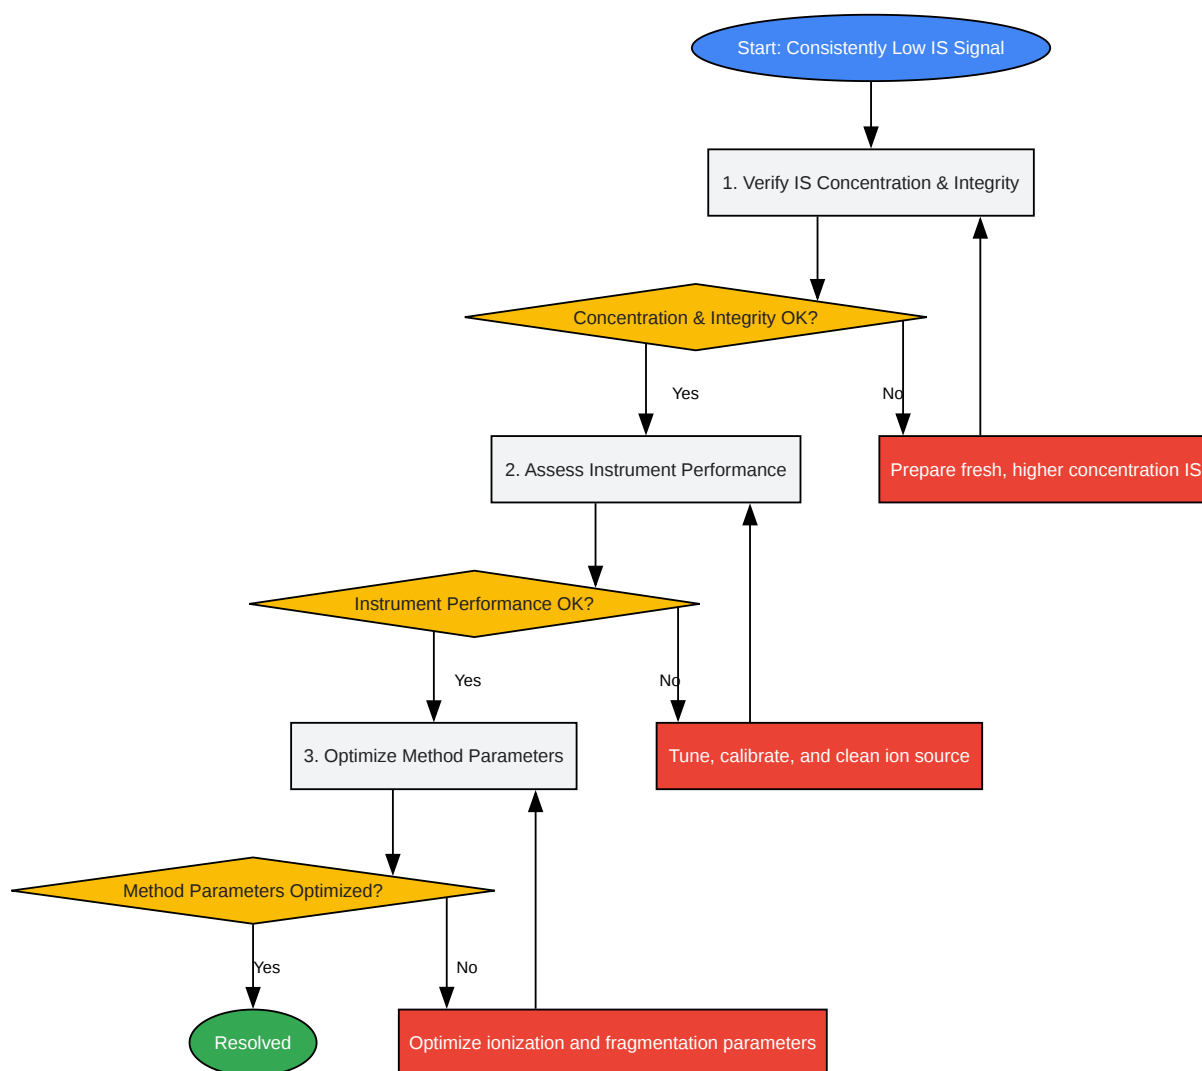 Start: Consistently Low IS Signal
1. Verify IS Concentration & Integrity
Concentration & Integrity OK?
Yes
No
2. Assess Instrument Performance
Prepare fresh, higher concentration IS
Instrument Performance OK?
Yes
No
3. Optimize Method Parameters
Tune, calibrate, and clean ion source
Method Parameters Optimized?
Yes
No
Resolved
Optimize ionization and fragmentation parameters